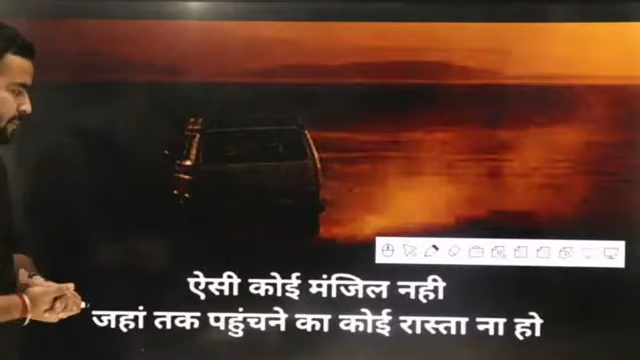 ऐसी कोई मंजिल नही
जहां तक पहुंचने का कोई रास्ता ना हो